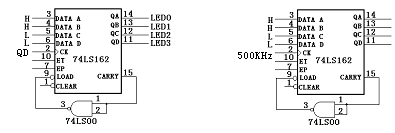 H 3 DATA A QA 14 LED0
H 4 DATA B QB 13 LED1
L 5 DATA C QC 12 LED2
L 6 DATA D QD 11 LED3
QD 2 CK
10 ET 74LS162
7 EP
9 LOAD CARRY 15
1 CLEAR
3 1
2
74LS00
H 3 DATA A QA 14
H 4 DATA B QB 13
L 5 DATA C QC 12
L 6 DATA D QD 11
500KHz 2 CK
10 ET 74LS162
7 EP
9 LOAD CARRY 15
1 CLEAR
3 1
2
74LS00